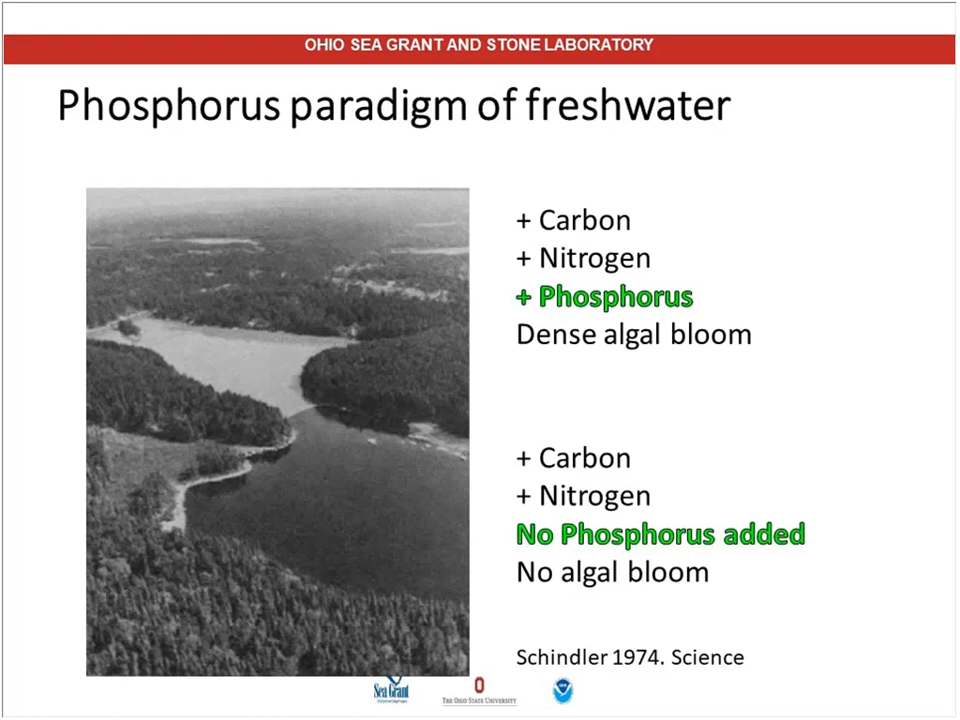 OHIO SEA GRANT AND STONE LABORATORY
Phosphorus paradigm of freshwater
+ Carbon
+ Nitrogen
+ Phosphorus
Dense algal bloom
+ Carbon
+ Nitrogen
No Phosphorus added
No algal bloom
Schindler 1974. Science
Sea Grant
THE OHIO STATE UNIVERSITY